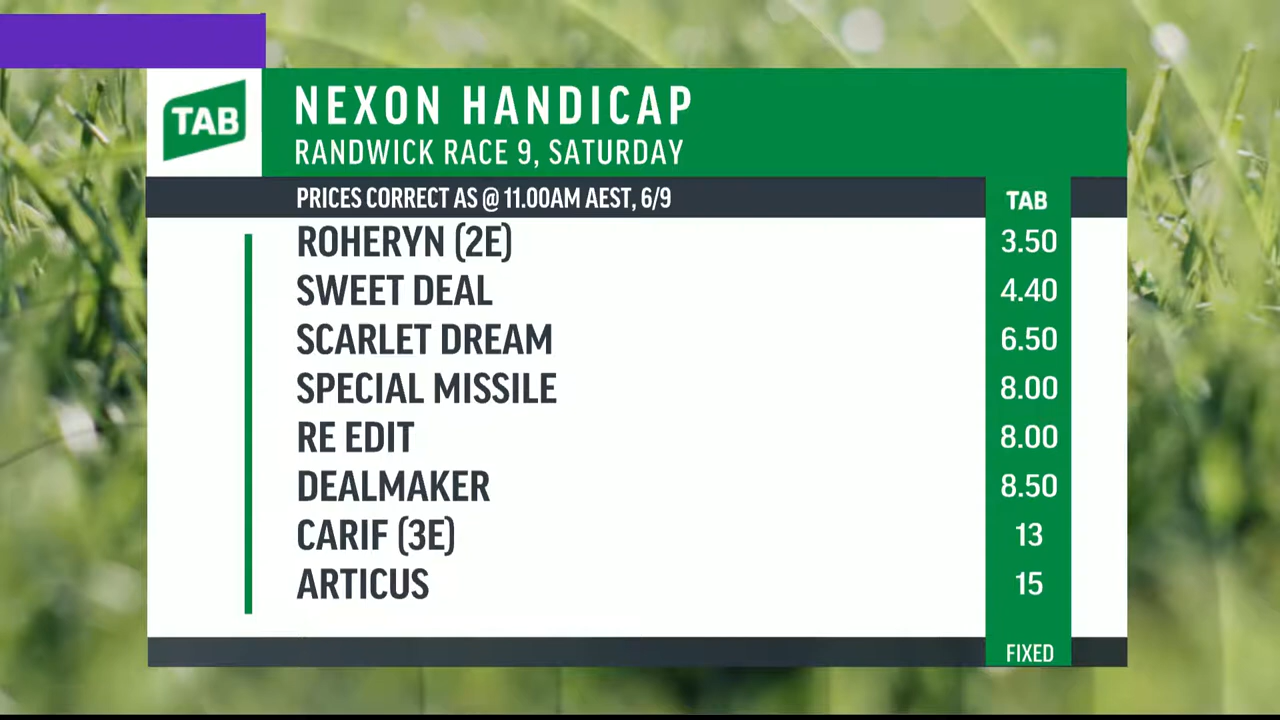 TAB
NEXON HANDICAP
RANDWICK RACE 9, SATURDAY
PRICES CORRECT AS @ 11.00AM AEST, 6/9 TAB
ROHERYN (2E) 3.50
SWEET DEAL 4.40
SCARLET DREAM 6.50
SPECIAL MISSILE 8.00
RE EDIT 8.00
DEALMAKER 8.50
CARIF (3E) 13
ARTICUS 15
FIXED